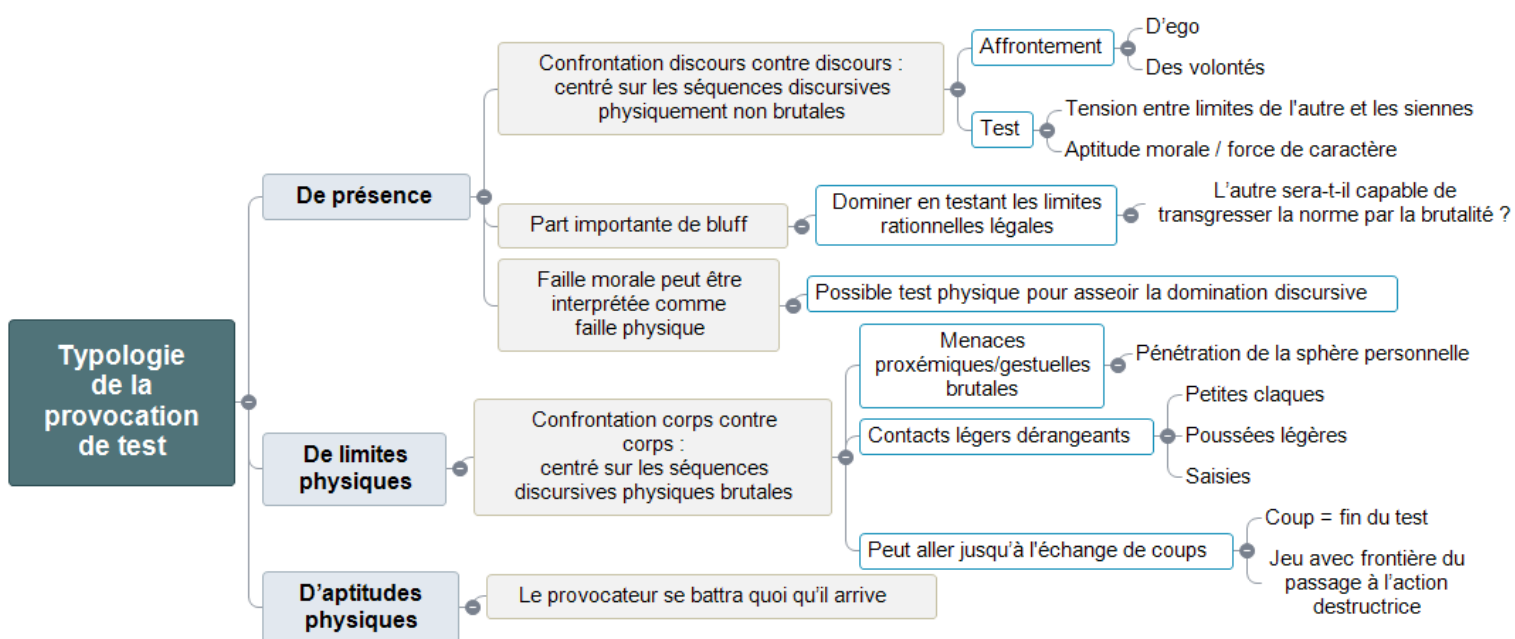 Typologie
de la
provocation
de test
De présence
Confrontation discours contre discours :
centré sur les séquences discursives
physiquement non brutales
Affrontement
D'ego
Des volontés
Test
Tension entre limites de l'autre et les siennes
Aptitude morale / force de caractère
Part importante de bluff
Dominer en testant les limites
rationnelles légales
L'autre sera-t-il capable de
transgresser la norme par la brutalité ?
Faille morale peut être
interprétée comme
faille physique
Possible test physique pour asseoir la domination discursive
De limites
physiques
Confrontation corps contre
corps :
centré sur les séquences
discursives physiques brutales
Menaces
proxémiques/gestuelles
brutales
Pénétration de la sphère personnelle
Contacts légers dérangeants
Petites claques
Poussées légères
Saisies
Peut aller jusqu'à l'échange de coups
Coup = fin du test
Jeu avec frontière du
passage à l'action
destructrice
D'aptitudes
physiques
Le provocateur se battra quoi qu'il arrive